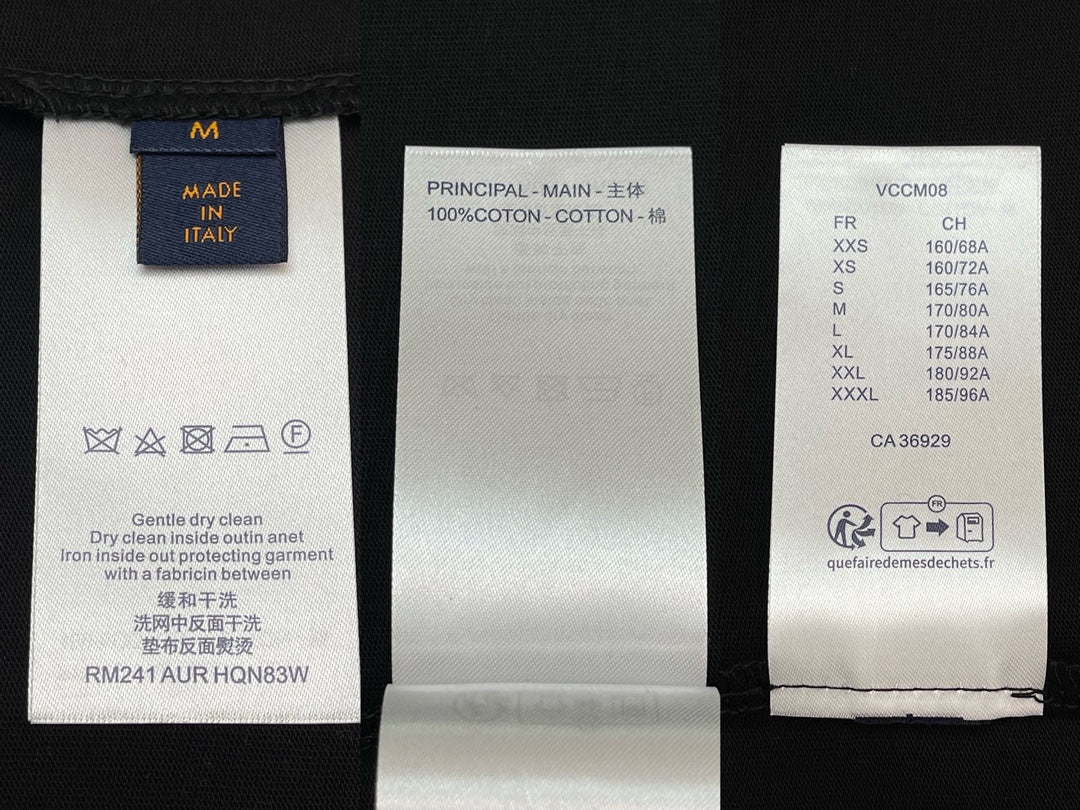 M
MADE
IN
ITALY
F
Gentle dry clean
Dry clean inside outin anet
Iron inside out protecting garment
with a fabricin between
缓和干洗
洗网中反面干洗
垫布反面熨烫
RM241 AUR HQN83W
PRINCIPAL - MAIN - 主体
100%COTON - COTTON - 棉
VCCM08
FR CH
XXS 160/68A
XS 160/72A
S 165/76A
M 170/80A
L 170/84A
XL 175/88A
XXL 180/92A
XXXL 185/96A
CA 36929
FR
quefairedemesdechets.fr